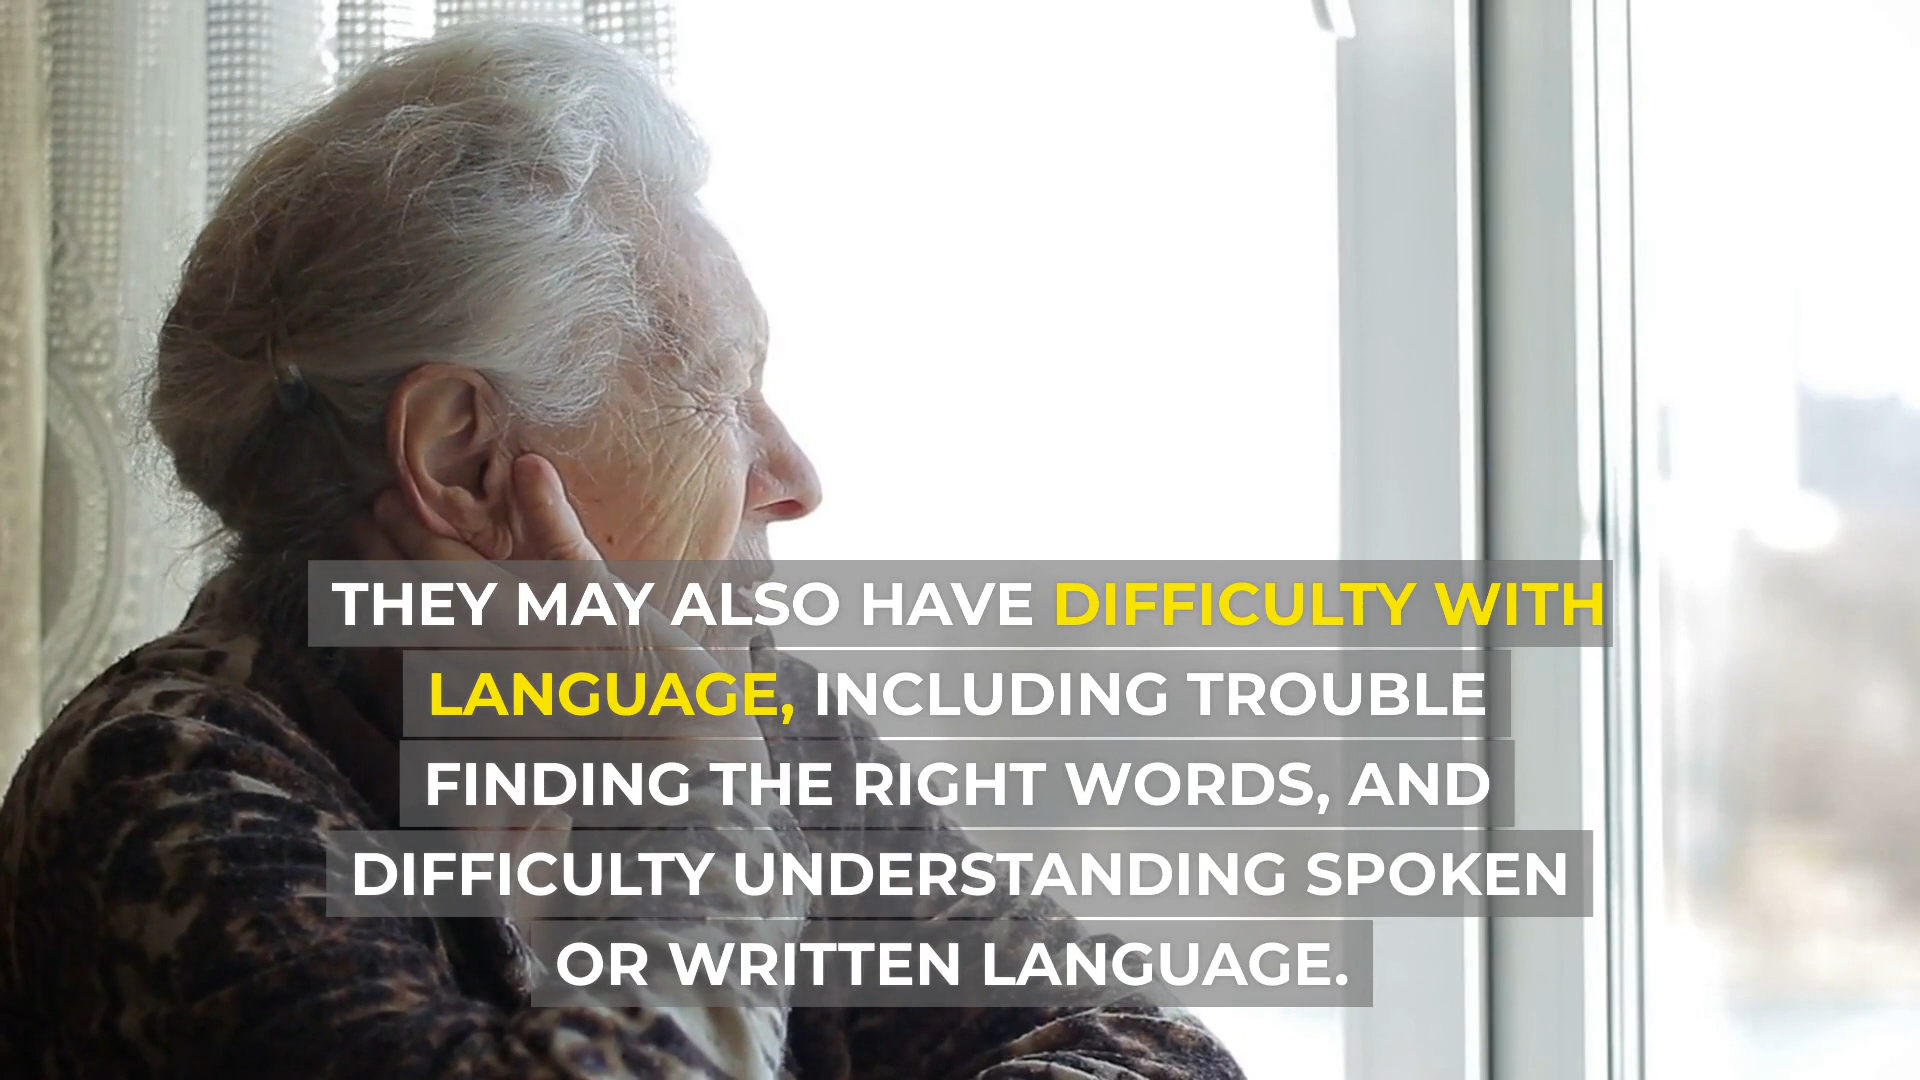 THEY MAY ALSO HAVE DIFFICULTY WITH
LANGUAGE, INCLUDING TROUBLE
FINDING THE RIGHT WORDS, AND
DIFFICULTY UNDERSTANDING SPOKEN
OR WRITTEN LANGUAGE.